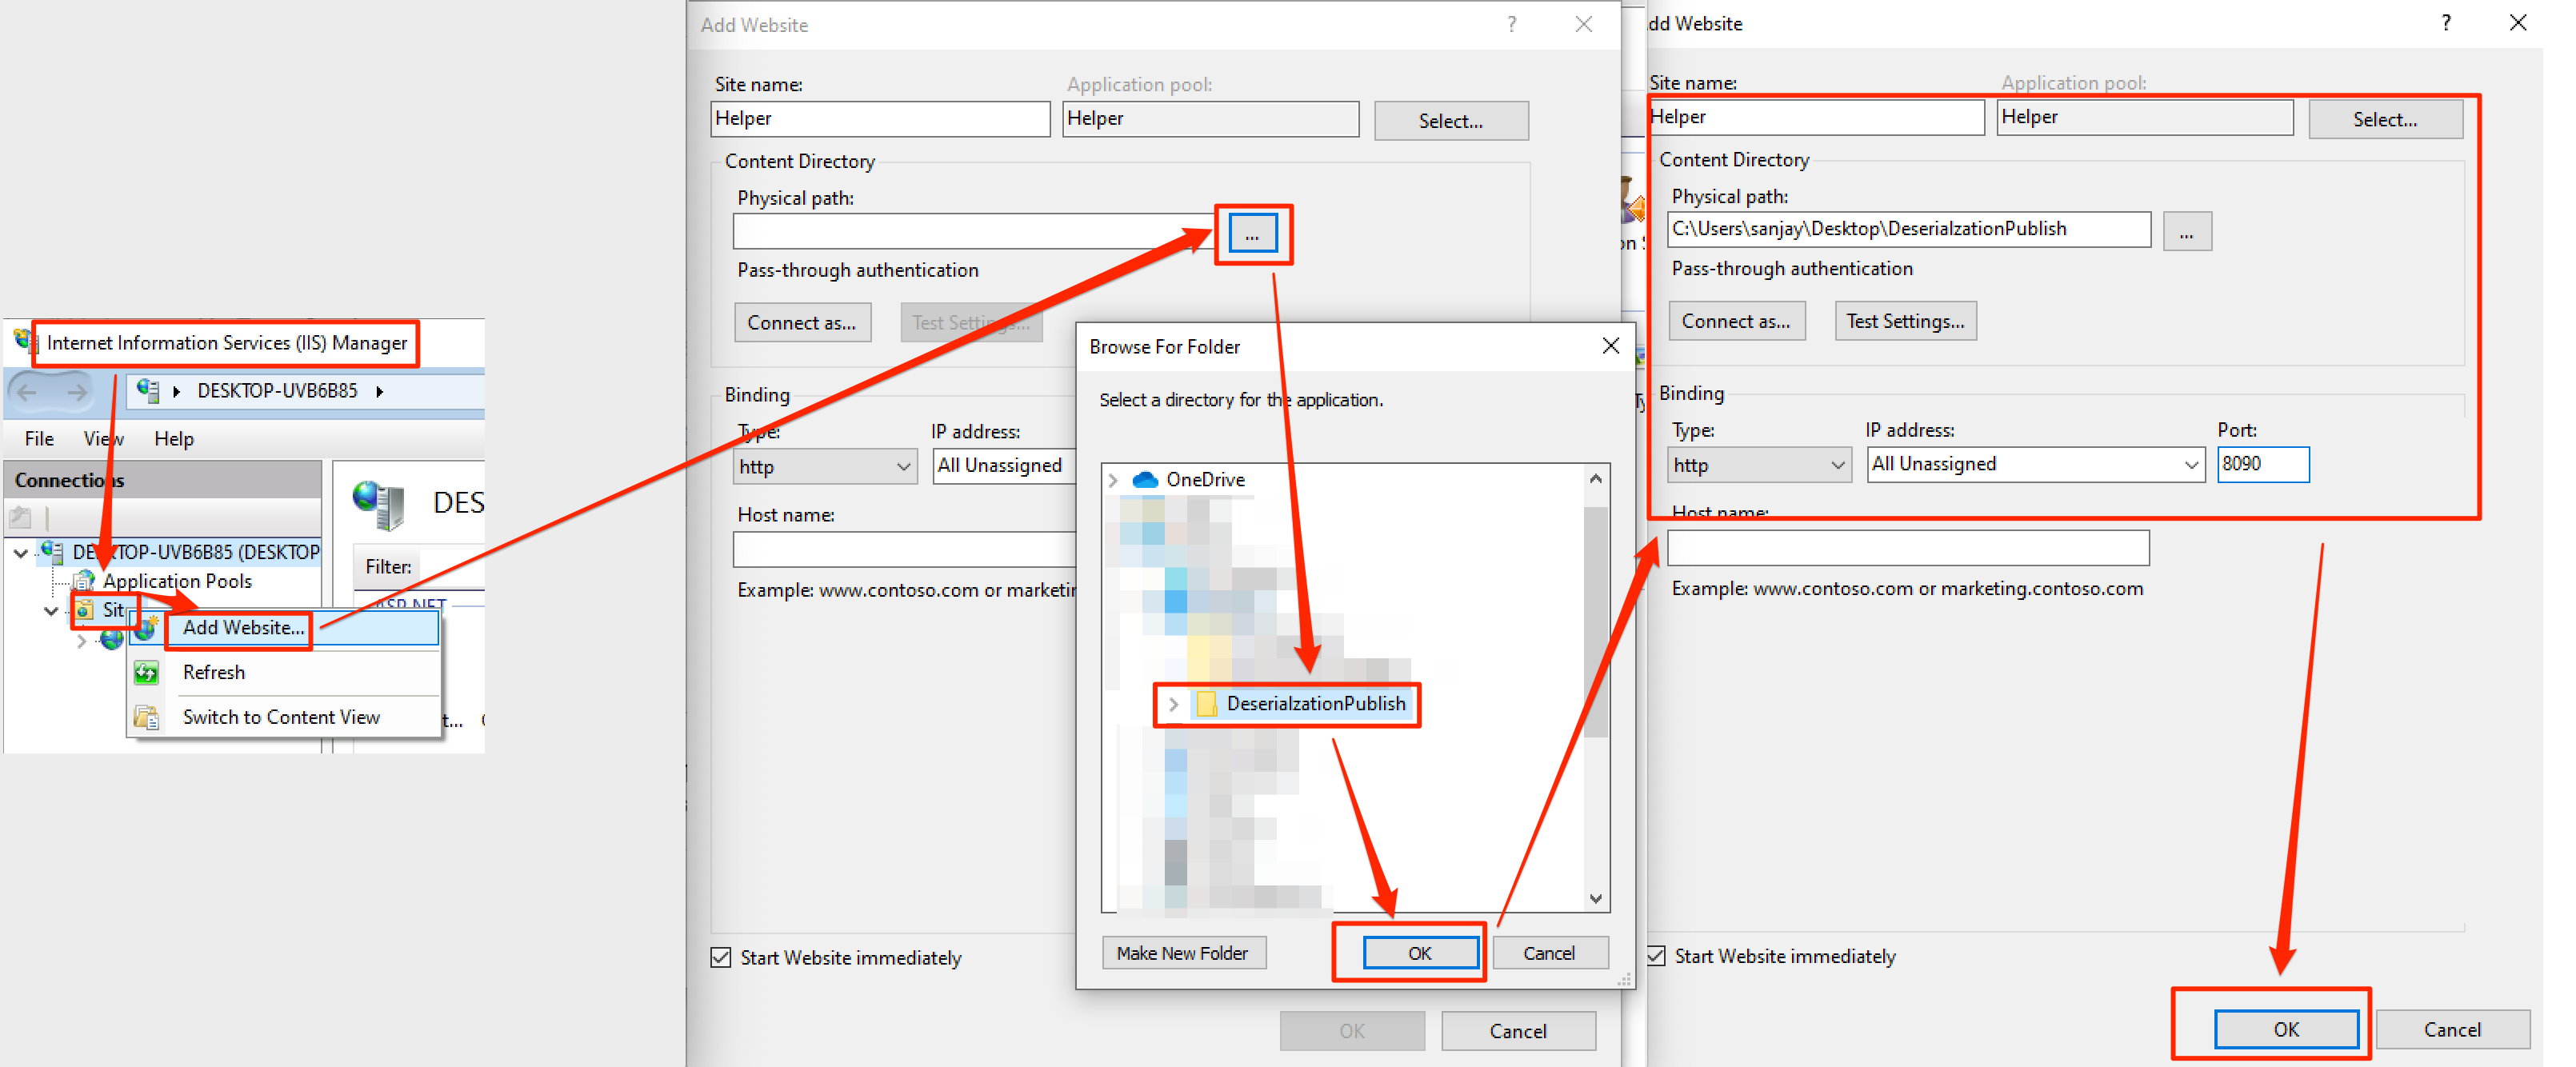 Internet Information Services (IIS) Manager
DESKTOP-UVB6B85
File View Help
Connections
DES
DESKTOP-UVB6B85 (DESKTOP
Application Pools
Sit
Filter:
ASP.NET
Add Website...
Refresh
Switch to Content View
t...
Add Website
?
Site name:
Application pool:
Helper
Helper
Select...
Content Directory
Physical path:
...
Pass-through authentication
Connect as...
Test Settings...
Binding
Type:
IP address:
http
All Unassigned
Host name:
Example: www.contoso.com or marketin
Start Website immediately
OK
Cancel
Browse For Folder
Select a directory for the application.
OneDrive
DeserialzationPublish
Make New Folder
OK
Cancel
dd Website
?
Site name:
Application pool:
Helper
Helper
Select...
Content Directory
Physical path:
C:\Users\sanjay\Desktop\DeserialzationPublish
...
Pass-through authentication
Connect as...
Test Settings...
Binding
Type:
IP address:
Port:
http
All Unassigned
8090
Host name:
Example: www.contoso.com or marketing.contoso.com
Start Website immediately
OK
Cancel
on S
Ty